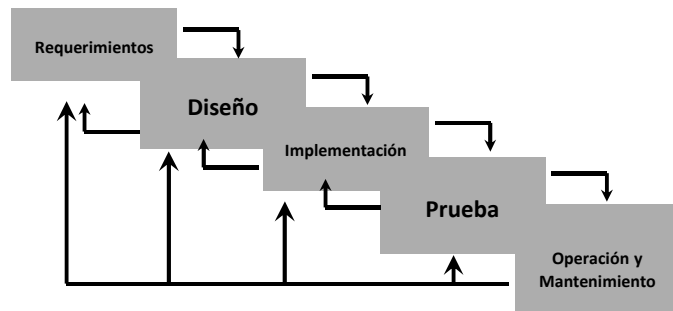 Requerimientos
Diseño
Implementación
Prueba
Operación y
Mantenimiento